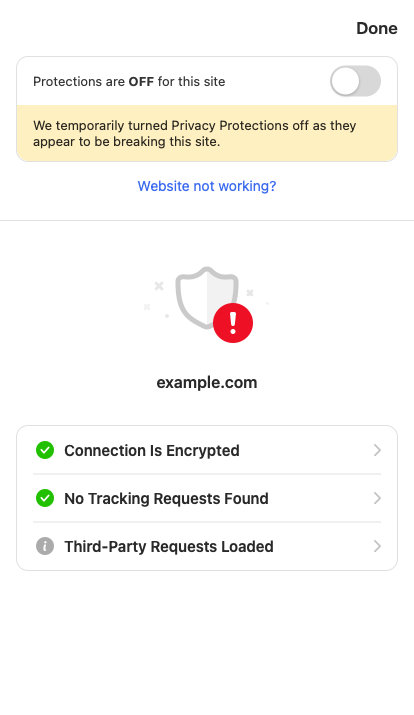 Done
Protections are OFF for this site
We temporarily turned Privacy Protections off as they
appear to be breaking this site.
Website not working?
example.com
Connection Is Encrypted
No Tracking Requests Found
Third-Party Requests Loaded